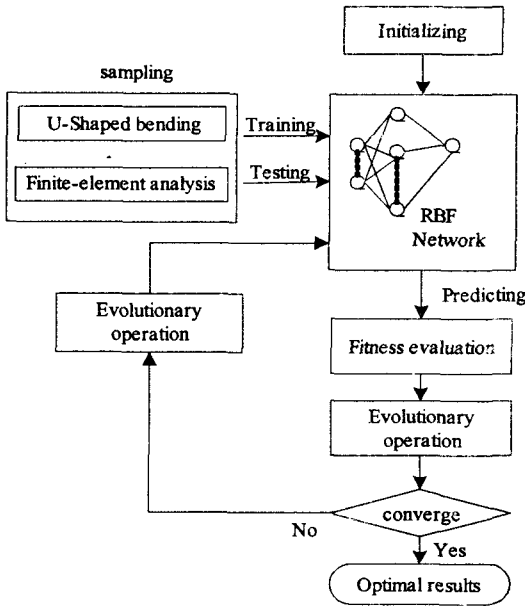 Initializing
sampling
U-Shaped bending
Finite-element analysis
Training
Testing
RBF
Network
Predicting
Evolutionary
operation
Fitness evaluation
Evolutionary
operation
converge
No
Yes
Optimal results